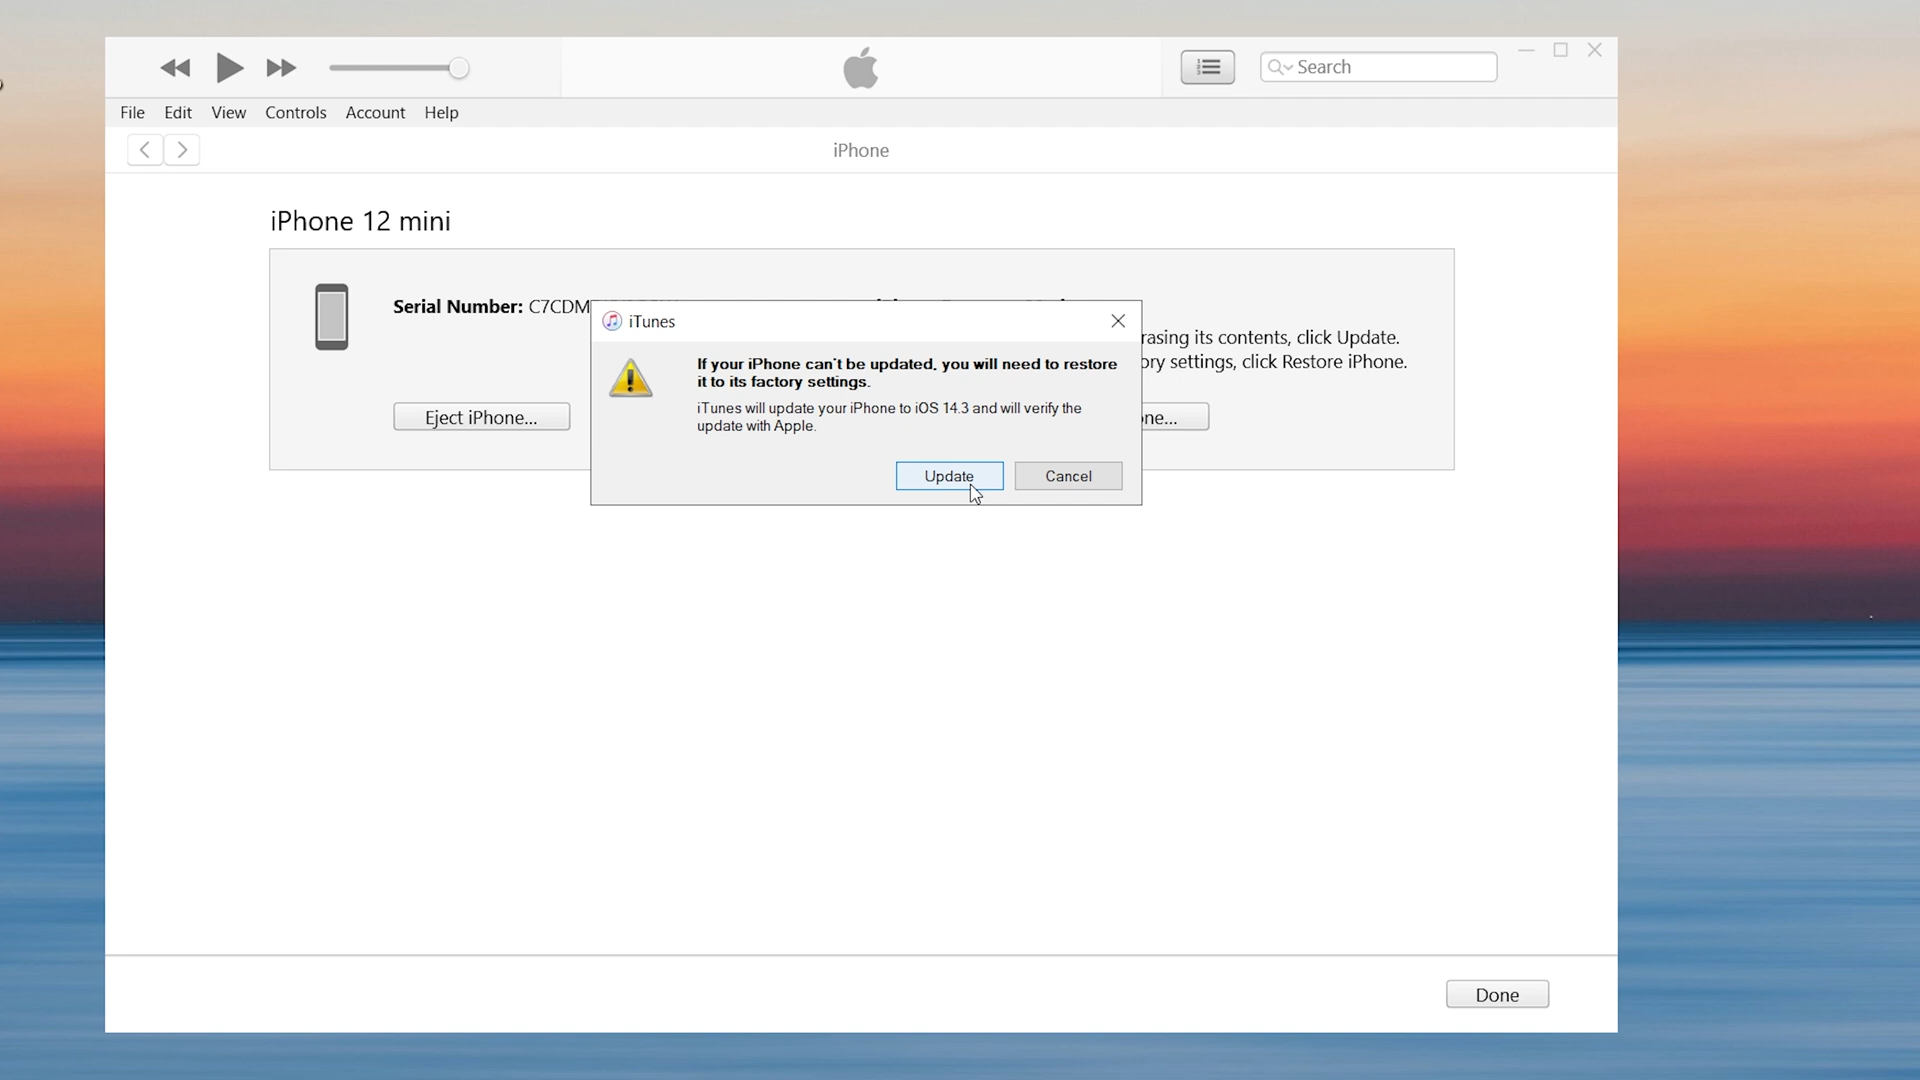 Search
File Edit View Controls Account Help
iPhone
iPhone 12 mini
Serial Number: C7CDM
rasing its contents, click Update.
ory settings, click Restore iPhone.
Eject iPhone...
ne...
iTunes
If your iPhone can't be updated, you will need to restore
it to its factory settings.
iTunes will update your iPhone to iOS 14.3 and will verify the
update with Apple.
Update Cancel
Done